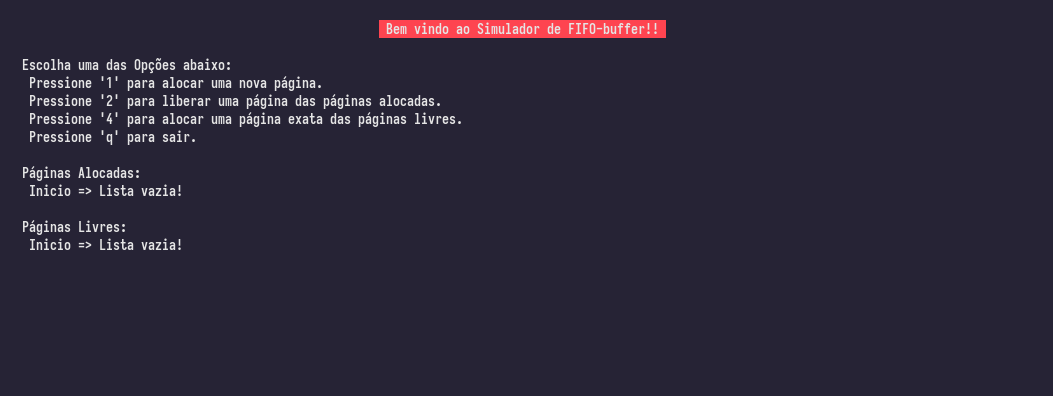 Bem vindo ao Simulador de FIFO-buffer!!
Escolha uma das Opções abaixo:
Pressione '1' para alocar uma nova página.
Pressione '2' para liberar uma página das páginas alocadas.
Pressione '4' para alocar uma página exata das páginas livres.
Pressione 'q' para sair.
Páginas Alocadas:
Inicio => Lista vazia!
Páginas Livres:
Inicio => Lista vazia!